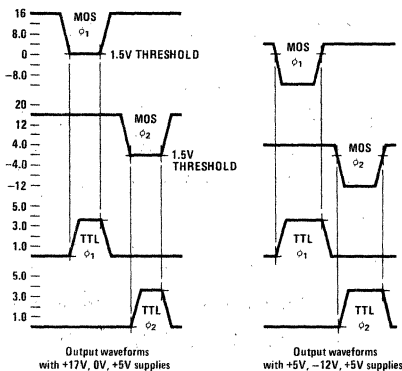 16
8.0
0
-8.0
MOS
ϕ1
1.5V THRESHOLD
MOS
ϕ1
20
12
4.0
-4.0
-12
MOS
ϕ2
1.5V
THRESHOLD
MOS
ϕ2
5.0
3.0
1.0
TTL
ϕ1
TTL
ϕ1
5.0
3.0
1.0
TTL
ϕ2
TTL
ϕ2
Output waveforms
with +17V, 0V, +5V supplies
Output waveforms
with +5V, −12V, +5V supplies